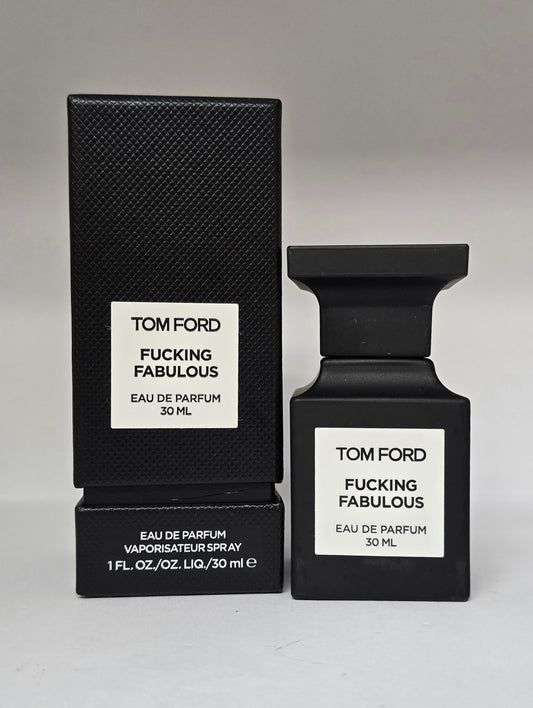 TOM FORD
FUCKING
FABULOUS
EAU DE PARFUM
30 ML
EAU DE PARFUM
VAPORISATEUR SPRAY
1 FL. OZ./OZ. LIQ./30 ml ℮
TOM FORD
FUCKING
FABULOUS
EAU DE PARFUM
30 ML